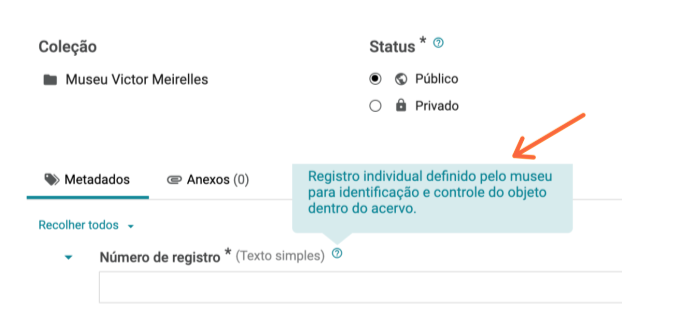 Coleção
Status *
Museu Victor Meirelles
Público
Privado
Metadados
Anexos (0)
Registro individual definido pelo museu
para identificação e controle do objeto
dentro do acervo.
Recolher todos
Número de registro * (Texto simples) ?